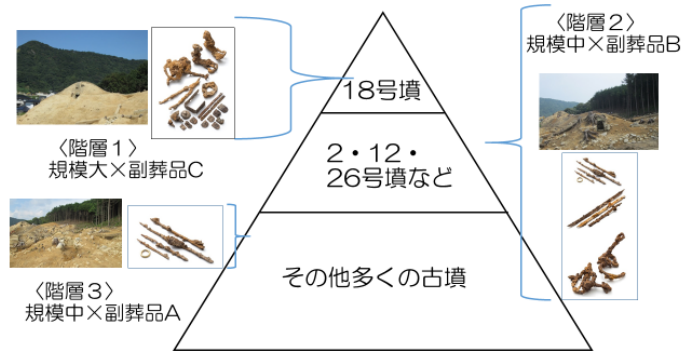 〈階層１〉
規模大×副葬品C
〈階層２〉
規模中×副葬品B
〈階層３〉
規模中×副葬品A
18号墳
２・12・
26号墳など
その他多くの古墳